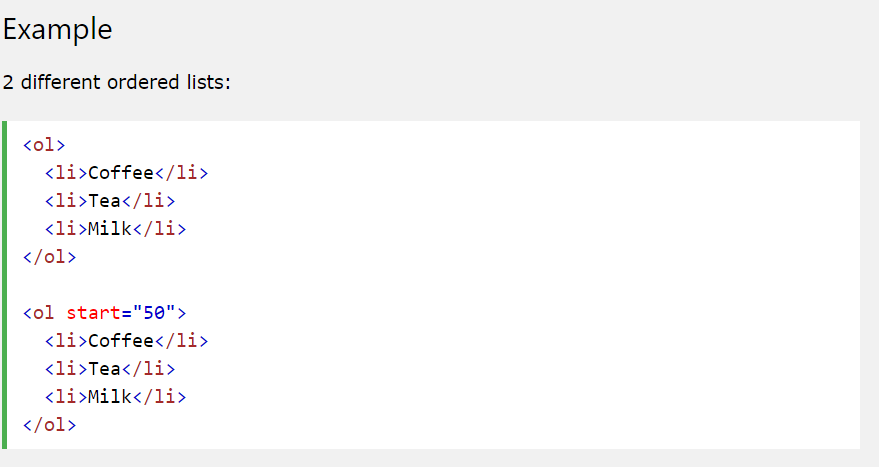 Example
2 different ordered lists:
<ol>
  <li>Coffee</li>
  <li>Tea</li>
  <li>Milk</li>
</ol>

<ol start="50">
  <li>Coffee</li>
  <li>Tea</li>
  <li>Milk</li>
</ol>